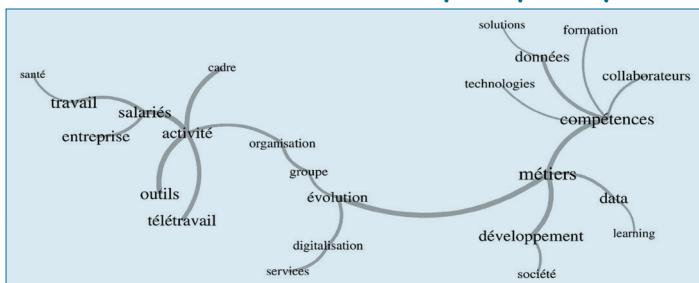 solutions
formation
données
cadre
santé
collaborateurs
technologies
travail
salariés
compétences
entreprise
activité
organisation
groupe
métiers
outils
évolution
data
télétravail
learning
développement
digitalisation
services
société